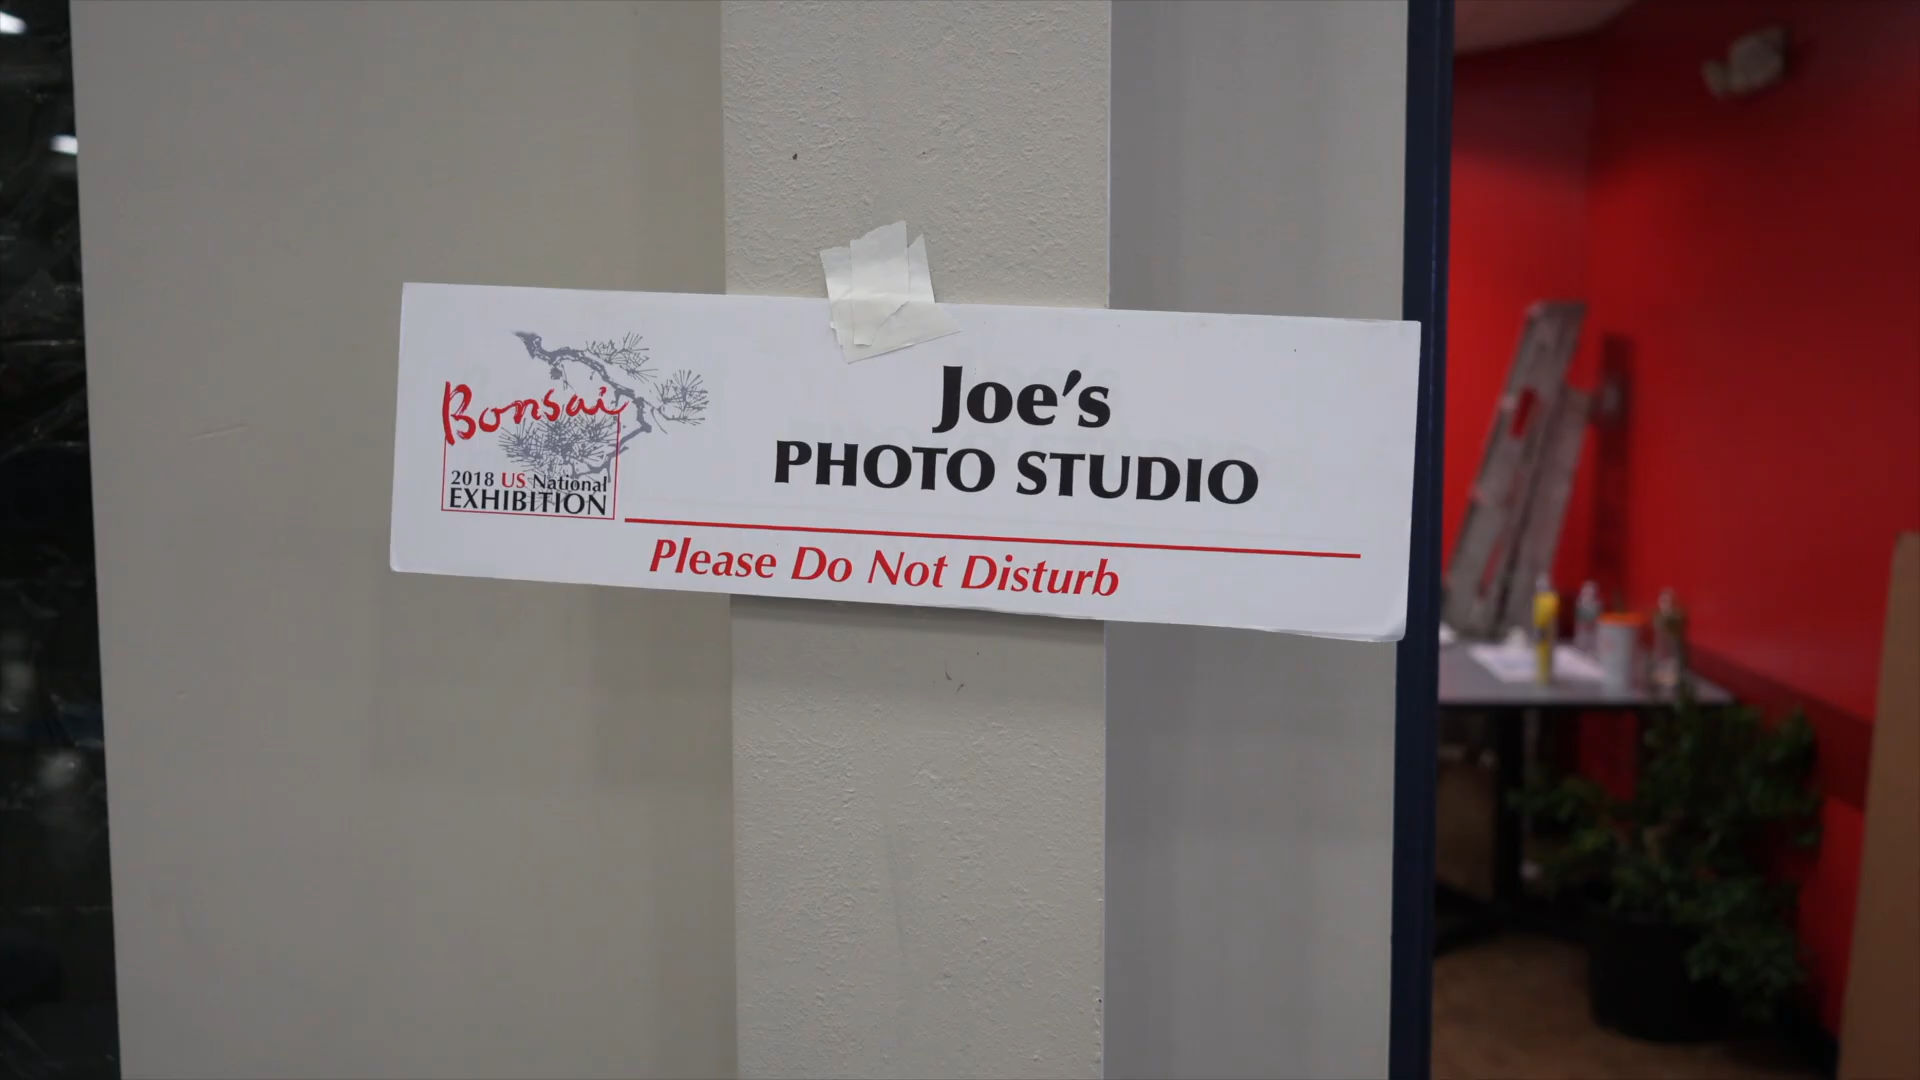 Bonsai
2018 US National
EXHIBITION
Joe's
PHOTO STUDIO
Please Do Not Disturb